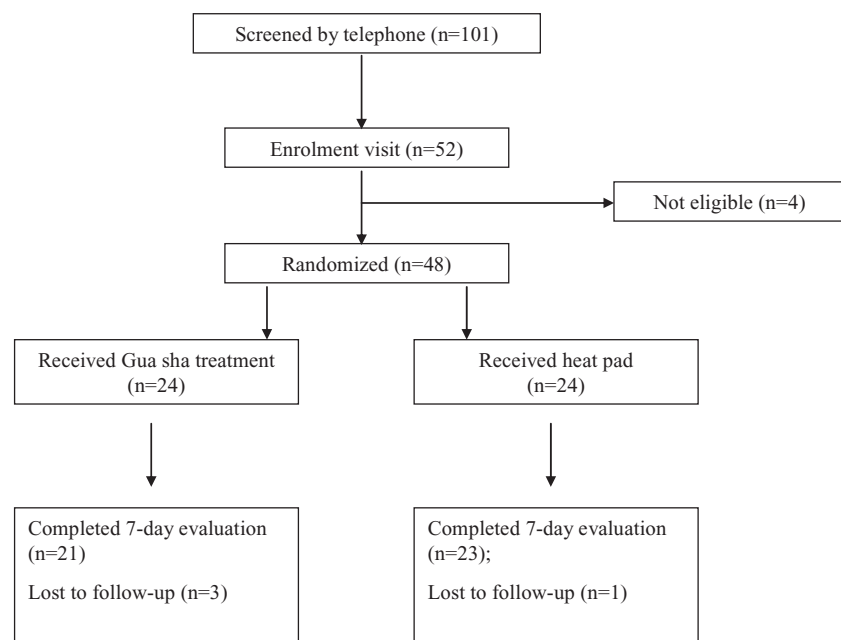 Screened by telephone (n=101)
Enrolment visit (n=52)
Not eligible (n=4)
Randomized (n=48)
Received Gua sha treatment
(n=24)
Received heat pad
(n=24)
Completed 7-day evaluation
(n=21)
Lost to follow-up (n=3)
Completed 7-day evaluation
(n=23);
Lost to follow-up (n=1)